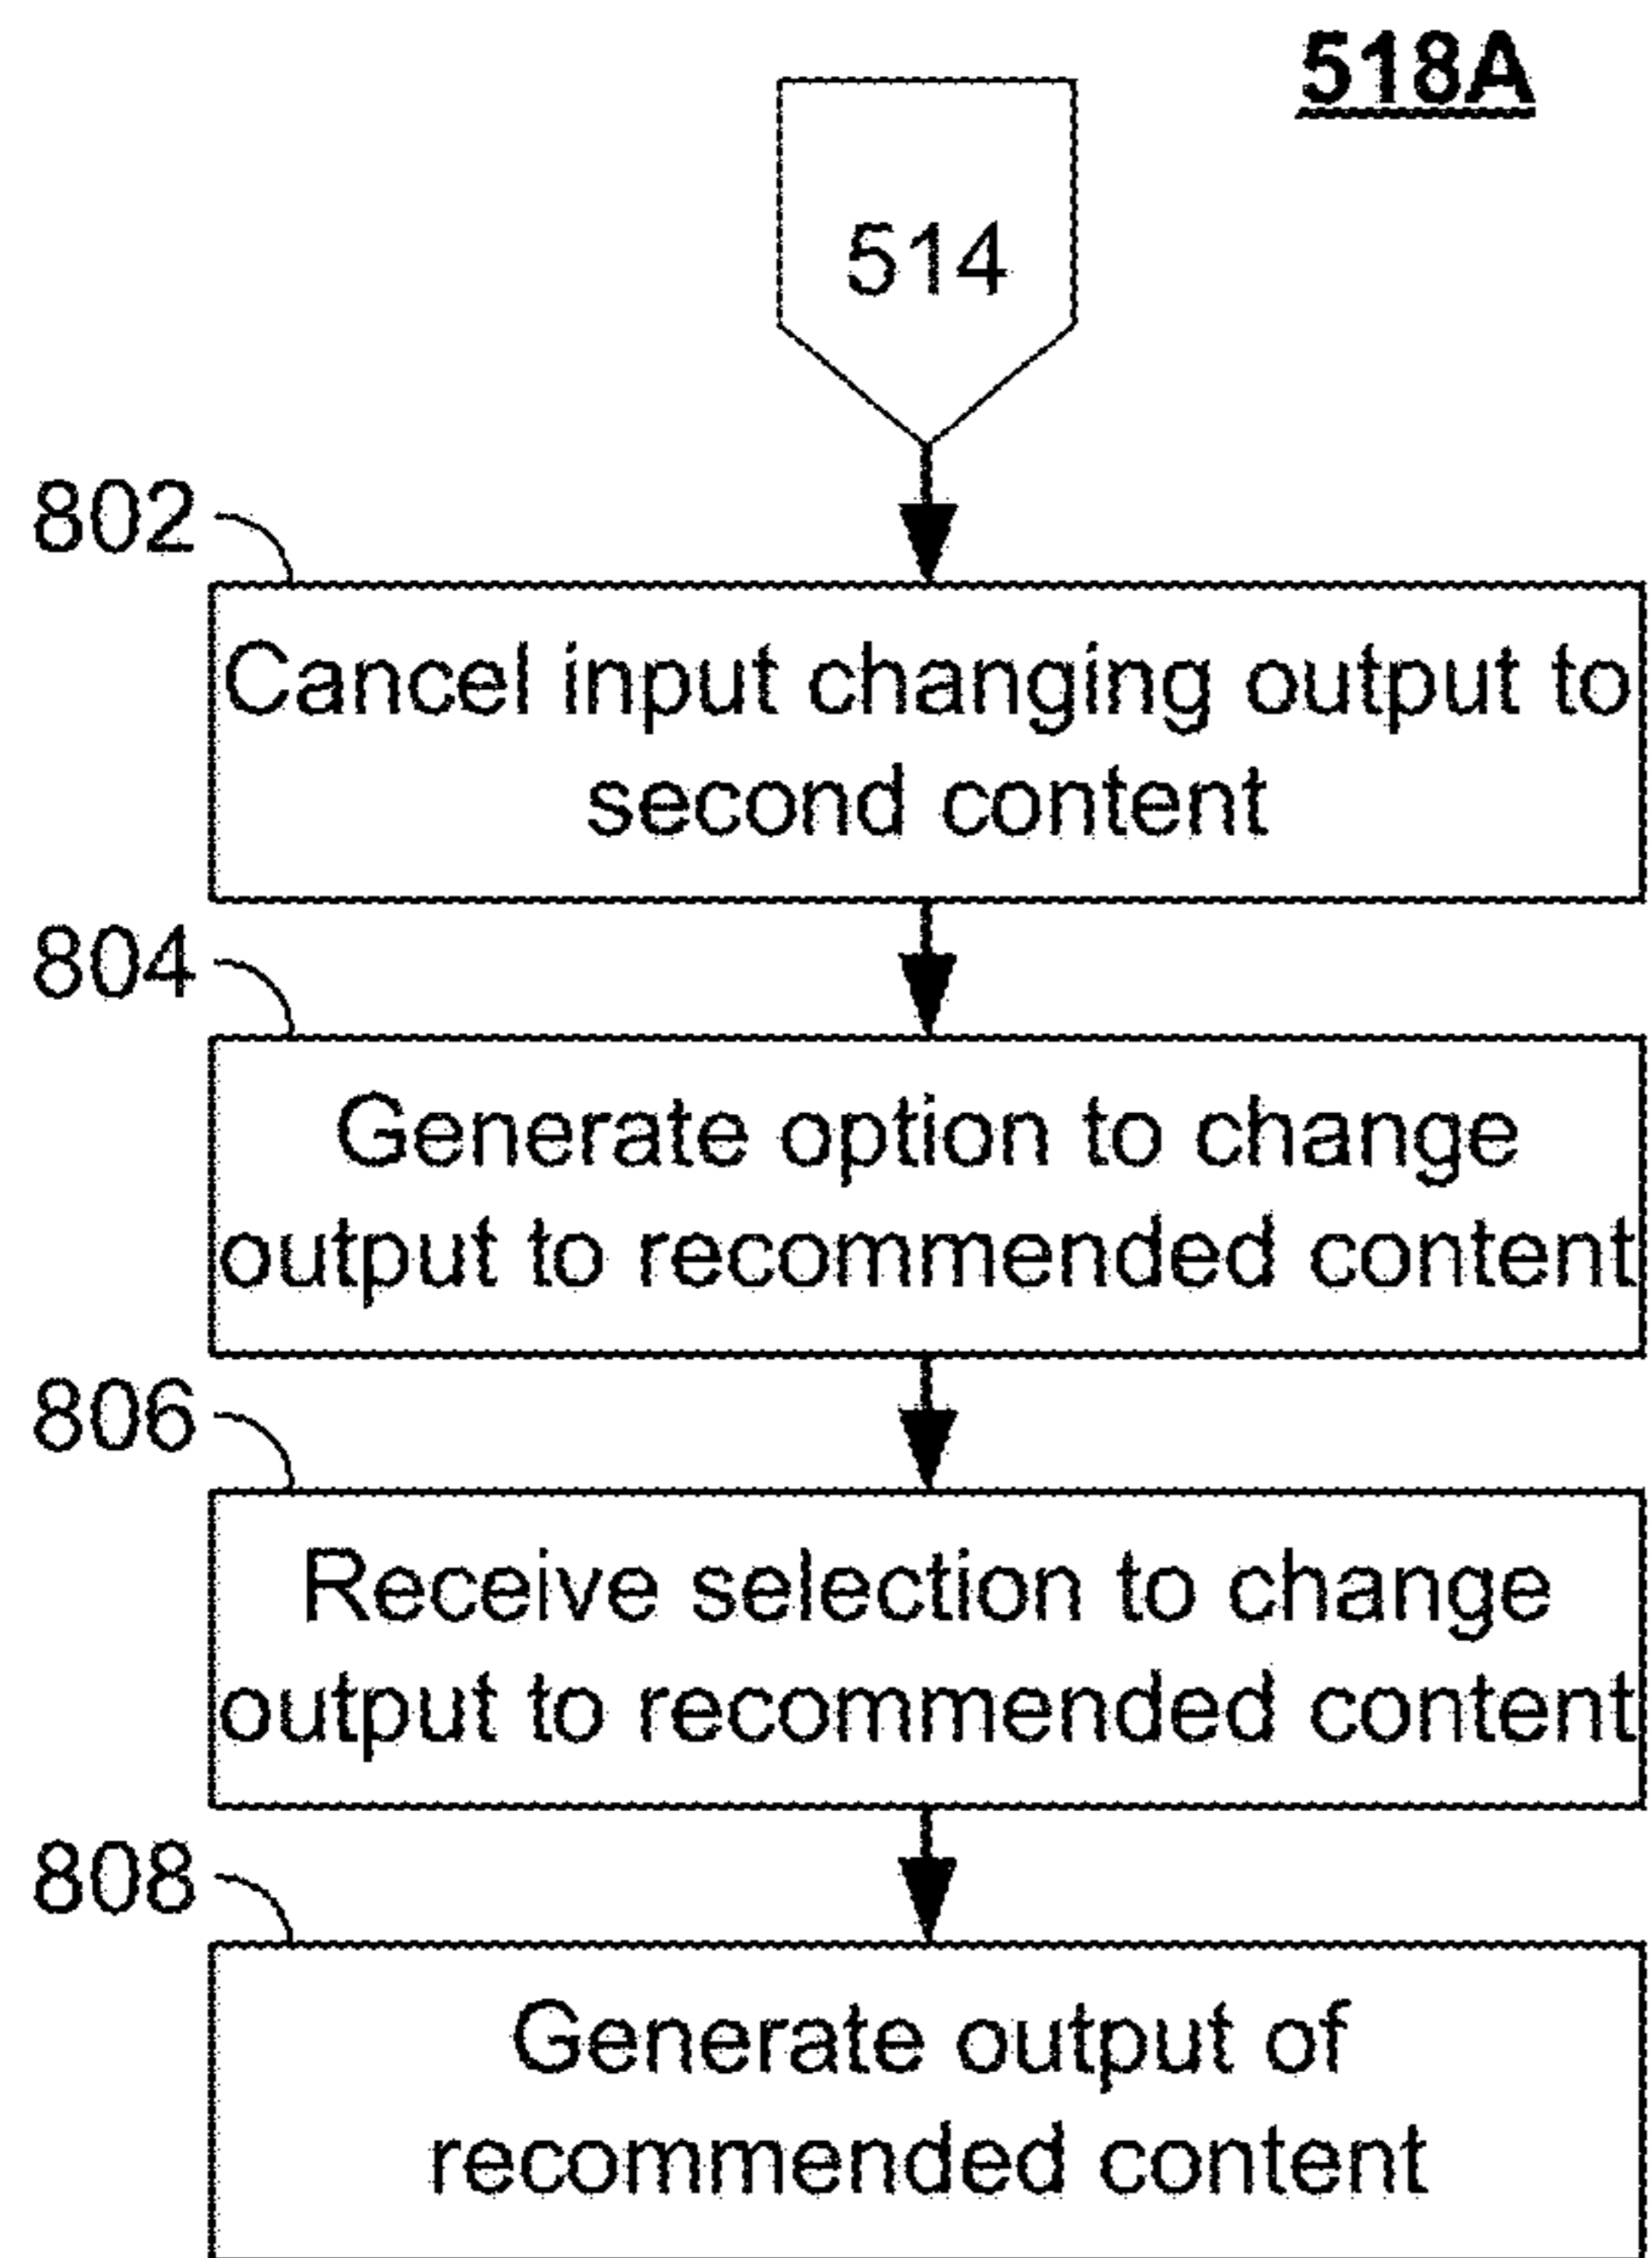 518A
514
802
Cancel input changing output to
second content
804
Generate option to change
output to recommended content
806
Receive selection to change
output to recommended content
808
Generate output of
recommended content